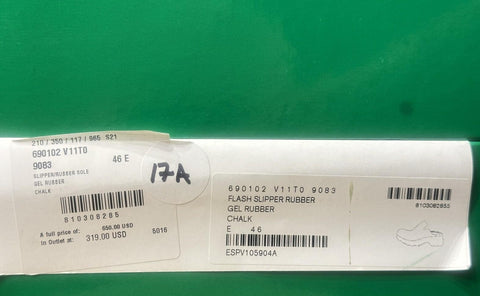 210 / 350 / 117 / 965 S21
690102 V11T0
9083 46 E
SLIPPER/RUBBER SOLE
GEL RUBBER
CHALK
810308285
A full price of: 650.00 USD
In Outlet at: 319.00 USD
6016
17A
690102 V11T0 9083
FLASH SLIPPER RUBBER
GEL RUBBER
CHALK
E 46
ESPV105904A